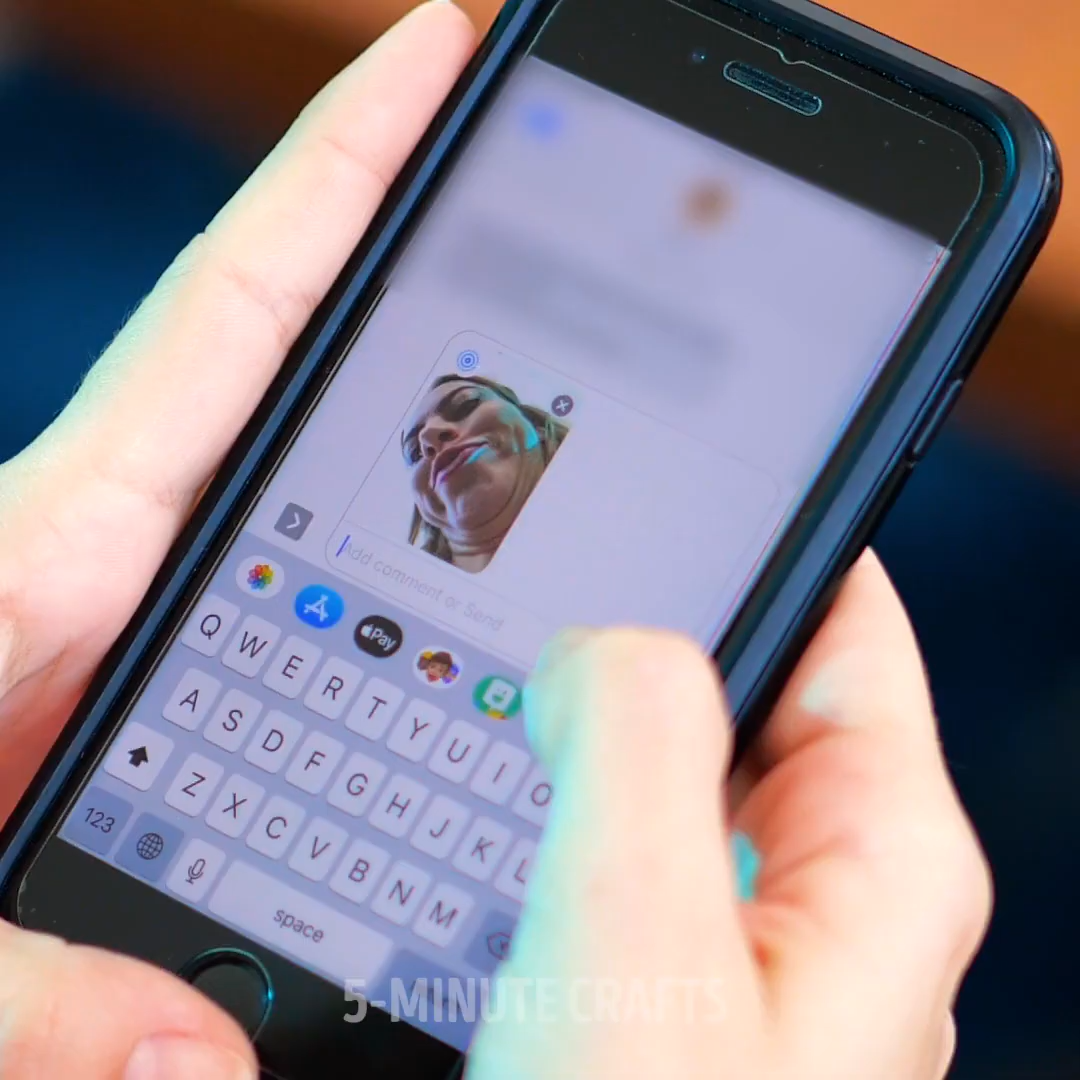 Add comment or Send
Pay
Q W E R T Y U I O
A S D F G H J K L
Z X C V B N M
123
space
5-MINUTE CRAFTS